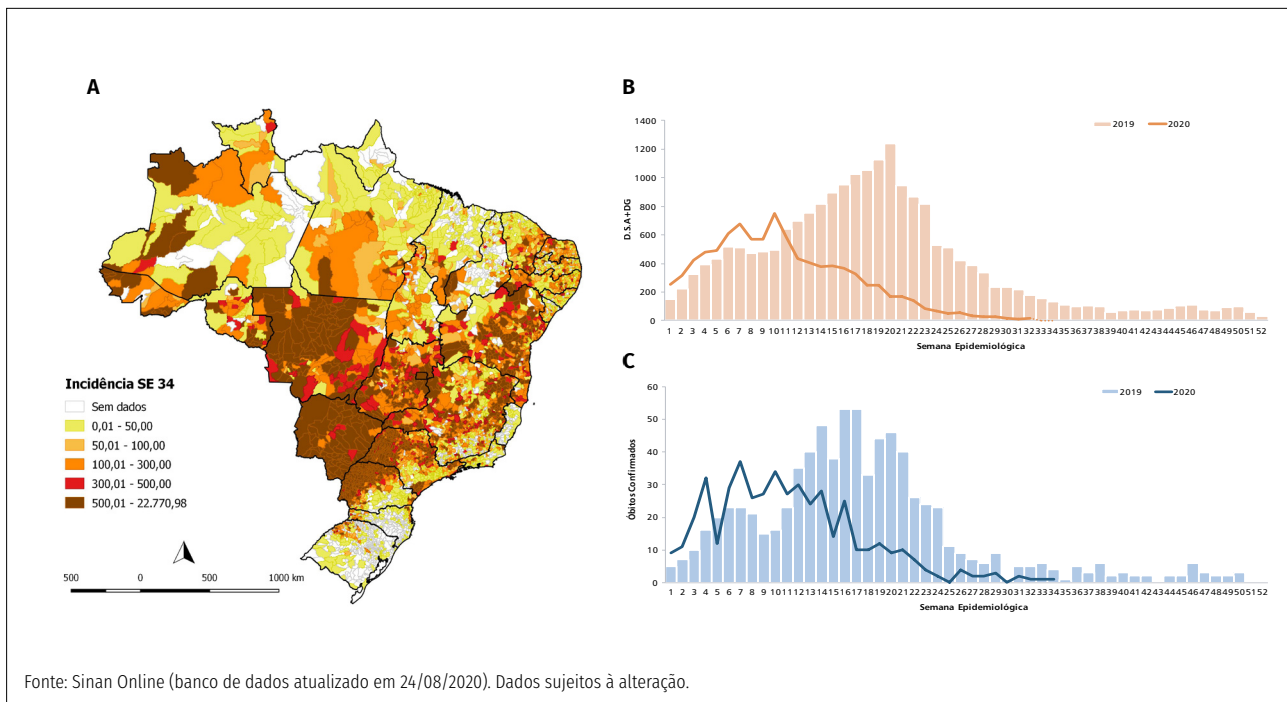 A
Incidência SE 34
Sem dados
0,01 - 50,00
50,01 - 100,00
100,01 - 300,00
300,01 - 500,00
500,01 - 22.770,98
500 0 500 1000 km
B
2019 2020
D.S.A+DG
1400
1200
1000
800
600
400
200
0
1 2 3 4 5 6 7 8 9 10 11 12 13 14 15 16 17 18 19 20 21 22 23 24 25 26 27 28 29 30 31 32 33 34 35 36 37 38 39 40 41 42 43 44 45 46 47 48 49 50 51 52
Semana Epidemiológica
C
2019 2020
Óbitos Confirmados
60
50
40
30
20
10
0
1 2 3 4 5 6 7 8 9 10 11 12 13 14 15 16 17 18 19 20 21 22 23 24 25 26 27 28 29 30 31 32 33 34 35 36 37 38 39 40 41 42 43 44 45 46 47 48 49 50 51 52
Semana Epidemiológica
Fonte: Sinan Online (banco de dados atualizado em 24/08/2020). Dados sujeitos à alteração.